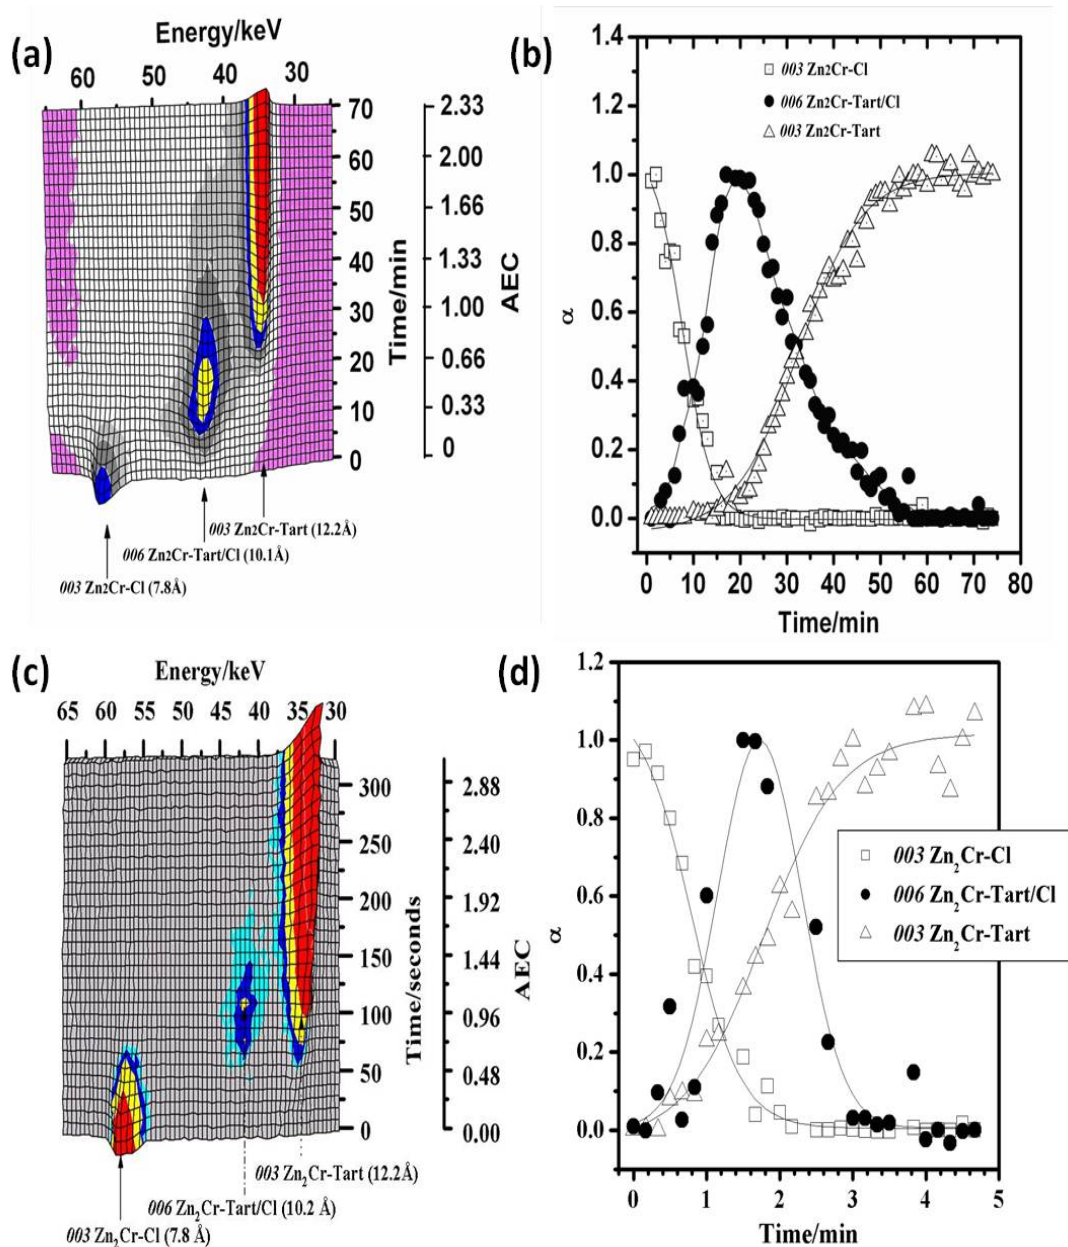 (a)
Energy/keV
60 50 40 30
70 2.33
60 2.00
50 1.66
40 1.33
30 1.00
20 0.66
10 0.33
0 0
Time/min
AEC
003 Zn2Cr-Tart (12.2Å)
006 Zn2Cr-Tart/Cl (10.1Å)
003 Zn2Cr-Cl (7.8Å)
(b)
1.4
1.2
1.0
0.8
0.6
0.4
0.2
0.0
α
003 Zn2Cr-Cl
006 Zn2Cr-Tart/Cl
003 Zn2Cr-Tart
0 10 20 30 40 50 60 70 80
Time/min
(c)
Energy/keV
65 60 55 50 45 40 35 30
300 2.88
250 2.40
200 1.92
150 1.44
100 0.96
50 0.48
0 0.00
Time/seconds
AEC
003 Zn₂Cr-Tart (12.2Å)
006 Zn₂Cr-Tart/Cl (10.2 Å)
003 Zn₂Cr-Cl (7.8 Å)
(d)
1.2
1.0
0.8
0.6
0.4
0.2
0.0
α
003 Zn₂Cr-Cl
006 Zn₂Cr-Tart/Cl
003 Zn₂Cr-Tart
0 1 2 3 4 5
Time/min